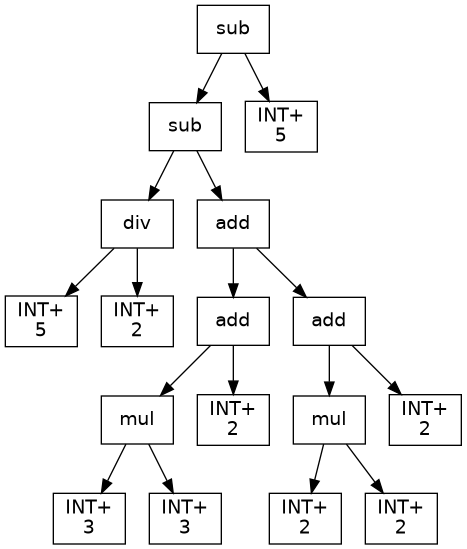 sub
sub
INT+
5
div
add
INT+
5
INT+
2
add
add
mul
INT+
2
mul
INT+
2
INT+
3
INT+
3
INT+
2
INT+
2